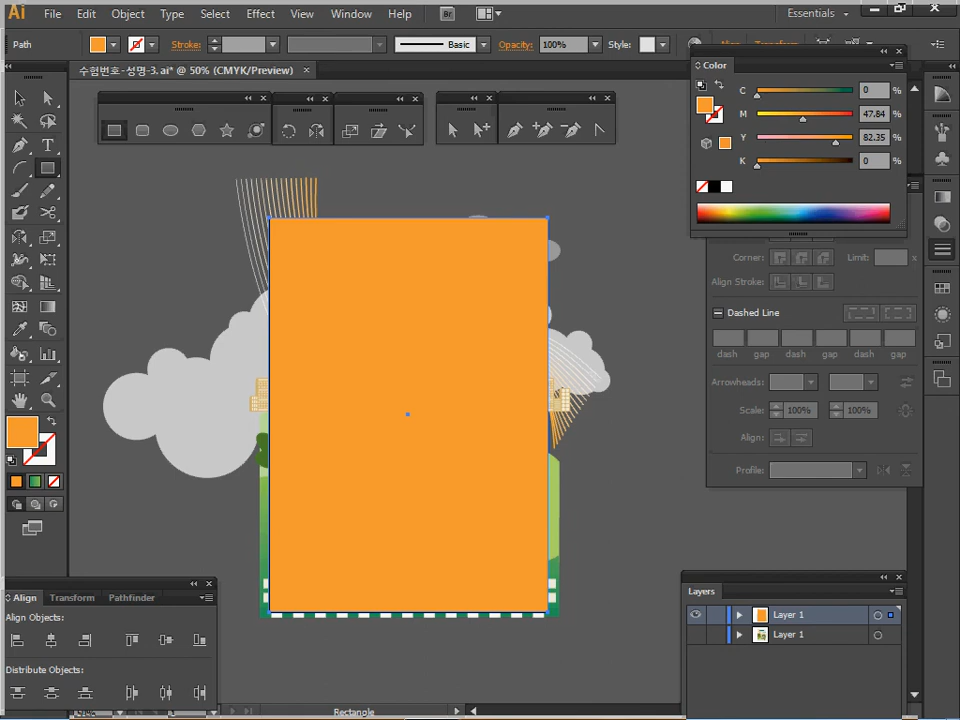 Ai File Edit Object Type Select Effect View Window Help Br Essentials
Path Stroke: Basic Opacity: 100% Style: Align Transform
수험번호-성명-3.ai* @ 50% (CMYK/Preview) ×
Color
C 0 %
M 47.84 %
Y 82.35 %
K 0 %
Corner: Limit: x
Align Stroke:
Dashed Line
dash gap dash gap dash gap
Arrowheads:
Scale: 100% 100%
Align:
Profile:
Align Transform Pathfinder
Align Objects:
Distribute Objects:
Layers
Layer 1
Layer 1
Rectangle